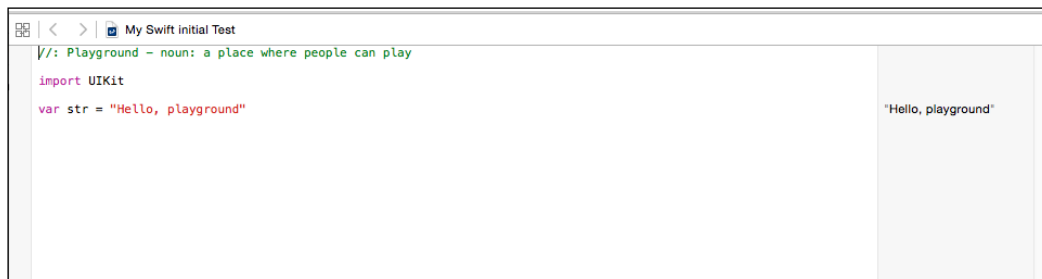 My Swift initial Test
//: Playground – noun: a place where people can play
import UIKit
var str = "Hello, playground"
"Hello, playground"